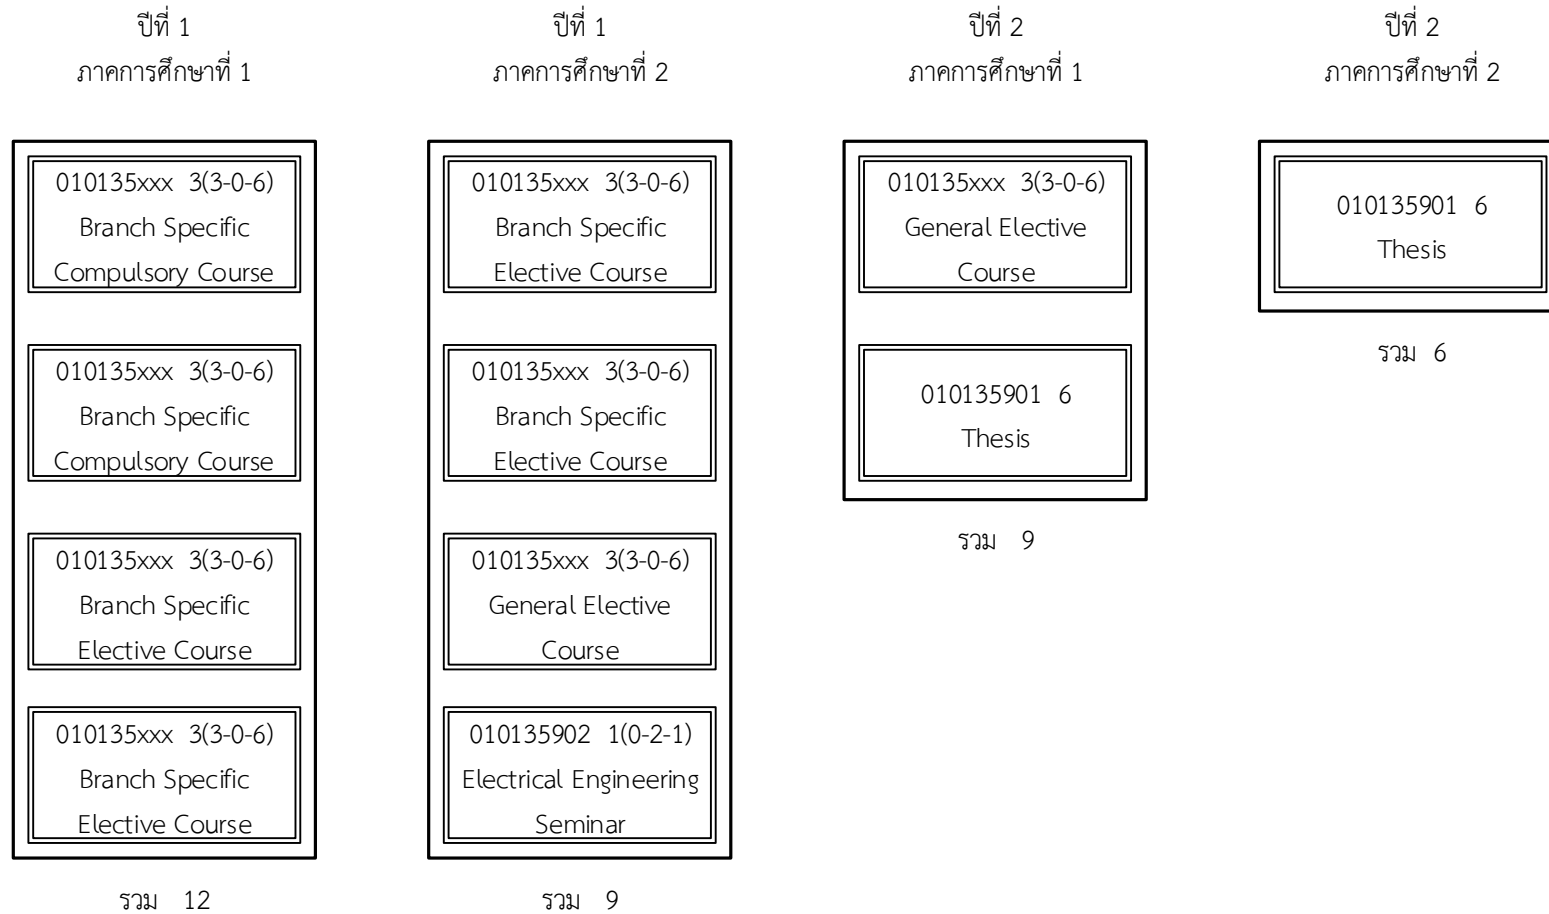 ปีที่ 1
ภาคการศึกษาที่ 1
010135xxx 3(3-0-6)
Branch Specific
Compulsory Course
010135xxx 3(3-0-6)
Branch Specific
Compulsory Course
010135xxx 3(3-0-6)
Branch Specific
Elective Course
010135xxx 3(3-0-6)
Branch Specific
Elective Course
รวม 12
ปีที่ 1
ภาคการศึกษาที่ 2
010135xxx 3(3-0-6)
Branch Specific
Elective Course
010135xxx 3(3-0-6)
Branch Specific
Elective Course
010135xxx 3(3-0-6)
General Elective
Course
010135902 1(0-2-1)
Electrical Engineering
Seminar
รวม 9
ปีที่ 2
ภาคการศึกษาที่ 1
010135xxx 3(3-0-6)
General Elective
Course
010135901 6
Thesis
รวม 9
ปีที่ 2
ภาคการศึกษาที่ 2
010135901 6
Thesis
รวม 6